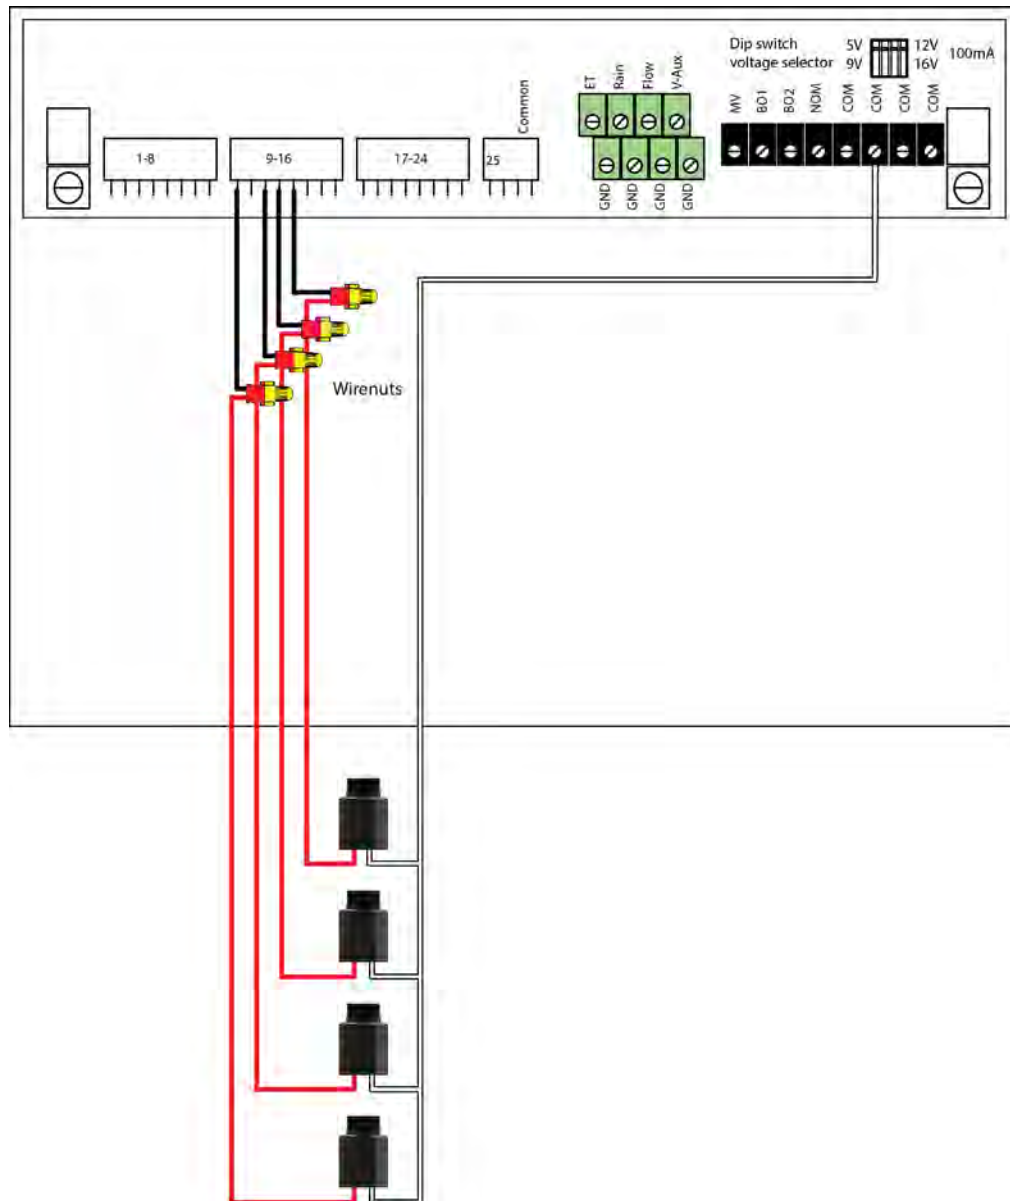 Dip switch
voltage selector
5V
9V
12V
16V
100mA
ET
Rain
Flow
V-Aux
MV
BO1
BO2
NOM
COM
COM
COM
COM
1-8
9-16
17-24
25
Common
GND
GND
GND
GND
Wirenuts